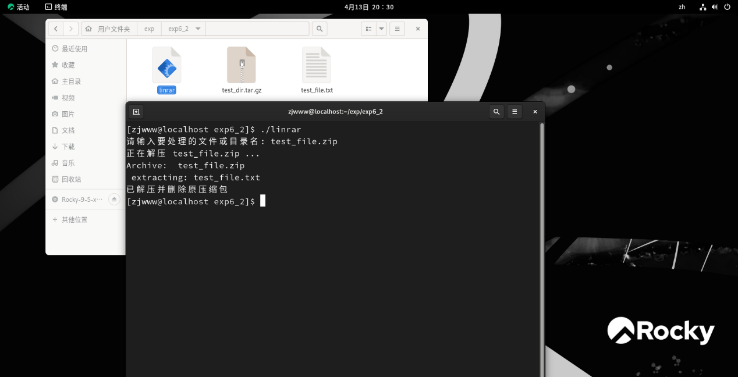 活动
终端
4月13日 20：30
zh
用户文件夹
exp
exp6_2
最近使用
收藏
主目录
视频
图片
文档
下载
音乐
回收站
Rocky-9-5-x…
其他位置
linrar
test_dir.tar.gz
test_file.txt
zjwww@localhost:~/exp/exp6_2
[zjwww@localhost exp6_2]$ ./linrar
请输入要处理的文件或目录名: test_file.zip
正在解压 test_file.zip ...
Archive:  test_file.zip
 extracting: test_file.txt
已解压并删除原压缩包
[zjwww@localhost exp6_2]$
Rocky